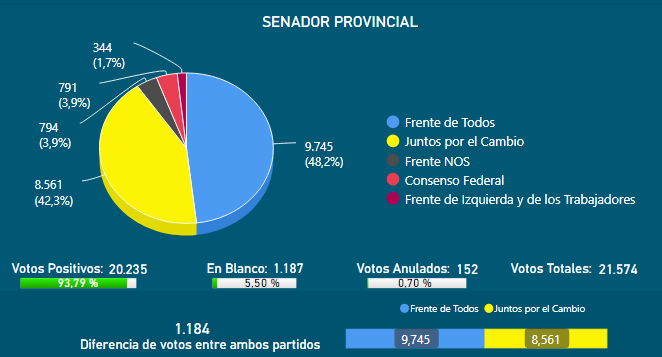 SENADOR PROVINCIAL
344
(1,7%)
791
(3,9%)
794
(3,9%)
8.561
(42,3%)
9.745
(48,2%)
Frente de Todos
Juntos por el Cambio
Frente NOS
Consenso Federal
Frente de Izquierda y de los Trabajadores
Votos Positivos: 20.235
93,79 %
En Blanco: 1.187
5.50 %
Votos Anulados: 152
0,70 %
Votos Totales: 21.574
Frente de Todos Juntos por el Cambio
1.184
Diferencia de votos entre ambos partidos
9,745 8,561